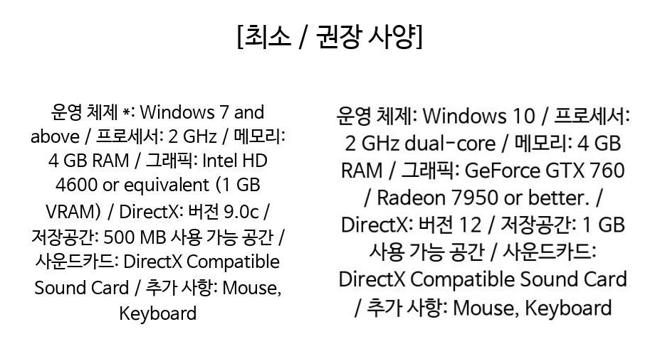 [최소 / 권장 사양]
운영 체제 *: Windows 7 and
above / 프로세서: 2 GHz / 메모리:
4 GB RAM / 그래픽: Intel HD
4600 or equivalent (1 GB
VRAM) / DirectX: 버전 9.0c /
저장공간: 500 MB 사용 가능 공간 /
사운드카드: DirectX Compatible
Sound Card / 추가 사항: Mouse,
Keyboard
운영 체제: Windows 10 / 프로세서:
2 GHz dual-core / 메모리: 4 GB
RAM / 그래픽: GeForce GTX 760
/ Radeon 7950 or better. /
DirectX: 버전 12 / 저장공간: 1 GB
사용 가능 공간 / 사운드카드:
DirectX Compatible Sound Card
/ 추가 사항: Mouse, Keyboard